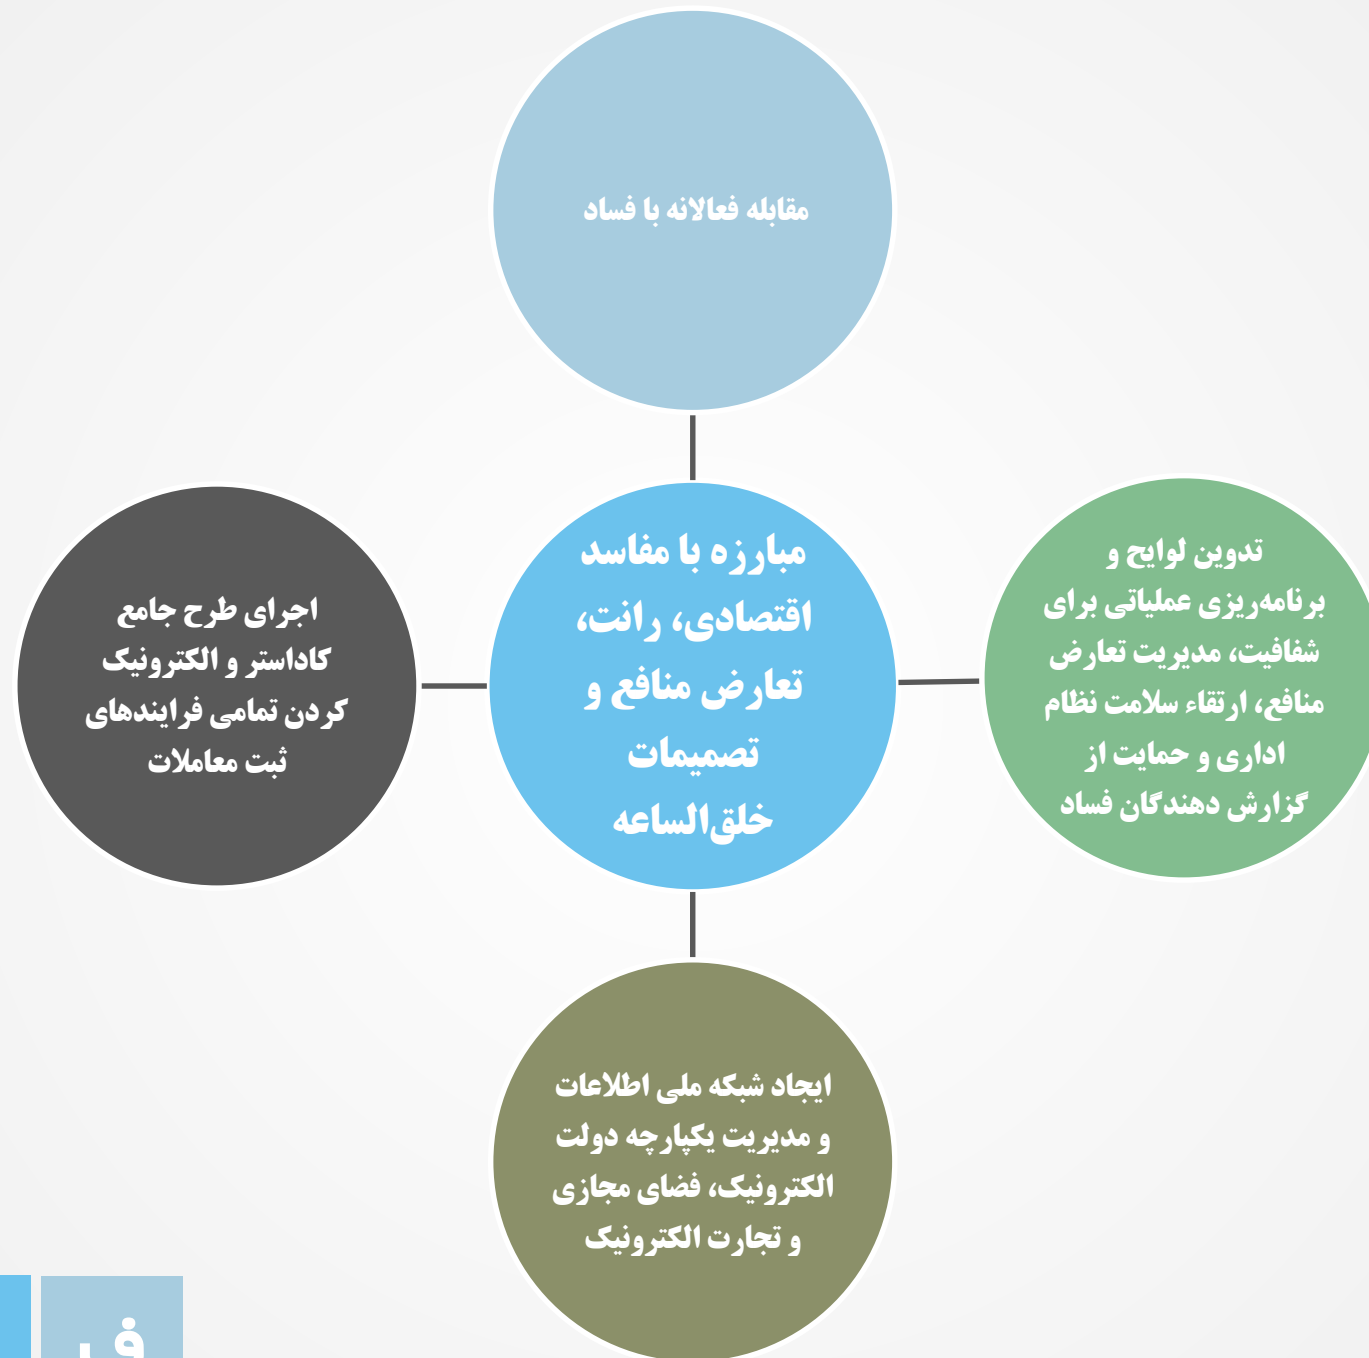 مقابله فعالانه با فساد
تدوین لوایح و
برنامه‌ریزی عملیاتی برای
شفافیت، مدیریت تعارض
منافع، ارتقاء سلامت نظام
اداری و حمایت از
گزارش دهندگان فساد
مبارزه با مفاسد
اقتصادی، رانت،
تعارض منافع و
تصمیمات
خلق‌الساعه
اجرای طرح جامع
کاداستر و الکترونیک
کردن تمامی فرایندهای
ثبت معاملات
ایجاد شبکه ملی اطلاعات
و مدیریت یکپارچه دولت
الکترونیک، فضای مجازی
و تجارت الکترونیک